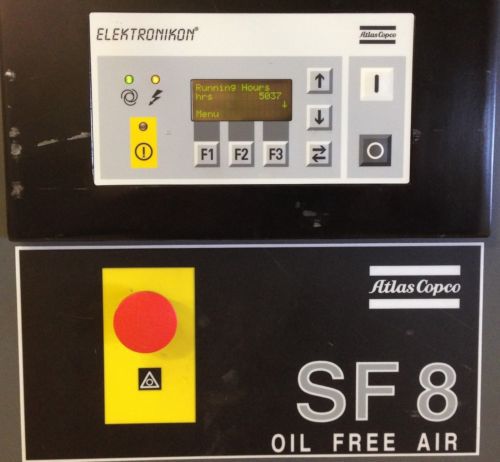 ELEKTRONIKON®
Atlas Copco
Running Hours
hrs 5037
Menu
F1 F2 F3
Atlas Copco
SF 8
OIL FREE AIR